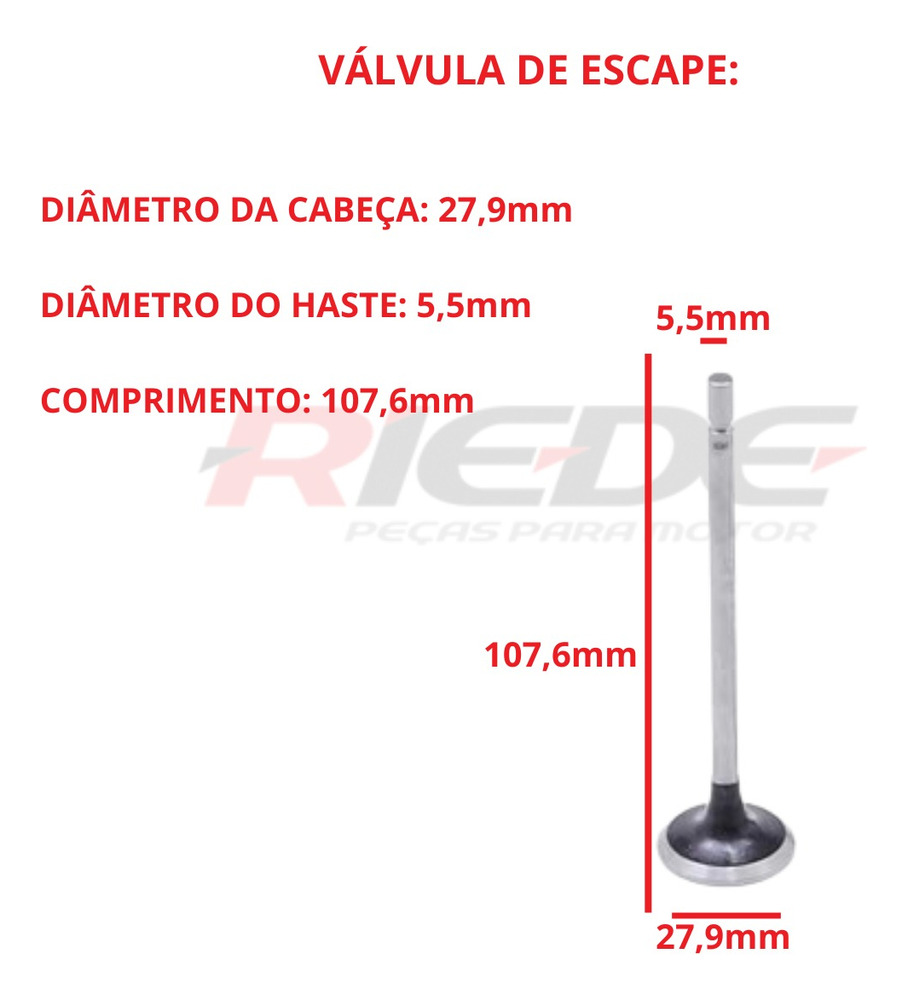 VÁLVULA DE ESCAPE:
DIÂMETRO DA CABEÇA: 27,9mm
DIÂMETRO DO HASTE: 5,5mm
5,5mm
COMPRIMENTO: 107,6mm
RIEDE
PEÇAS PARA MOTOR
107,6mm
27,9mm